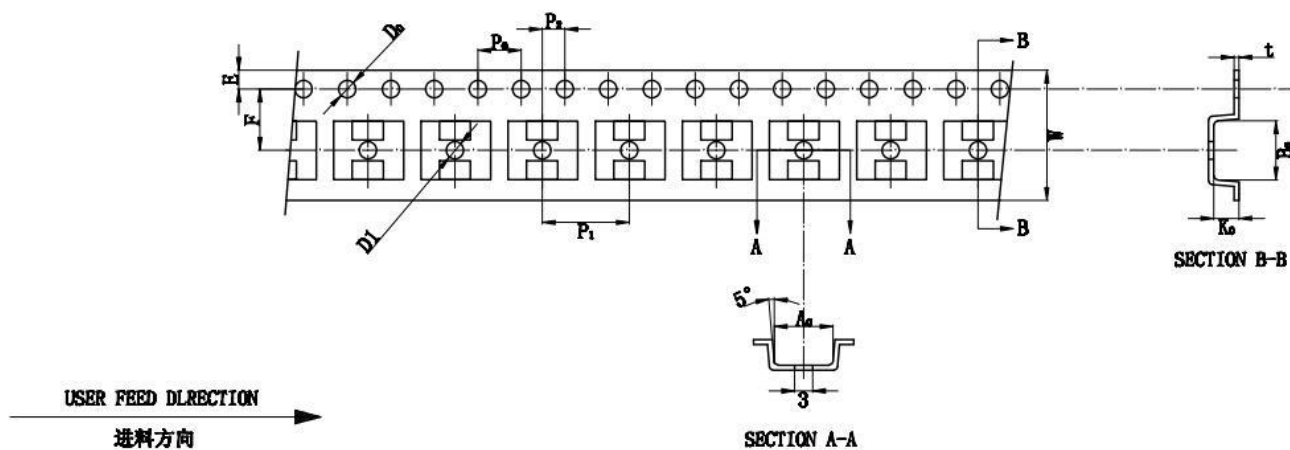 D₀
P₂
P₀
B
t
E
F
W
B₀
D1
P₁
A
A
B
K₀
SECTION B-B
5°
A₀
3
USER FEED DLRECTION
进料方向
SECTION A-A